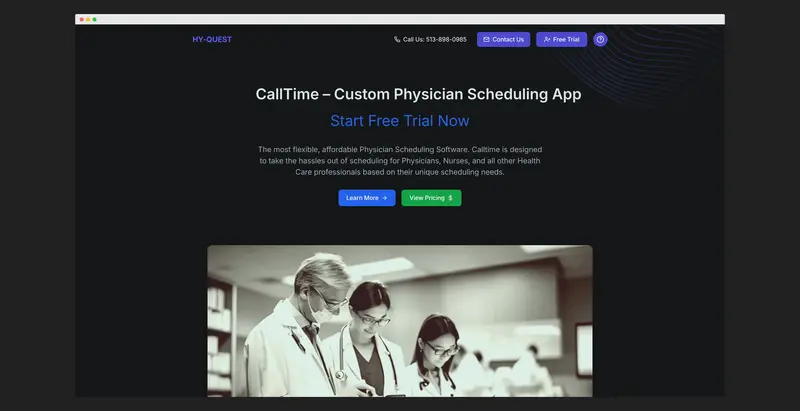 HY-QUEST
Call Us: 513-898-0985
Contact Us
Free Trial
CallTime – Custom Physician Scheduling App
Start Free Trial Now
The most flexible, affordable Physician Scheduling Software. Calltime is designed
to take the hassles out of scheduling for Physicians, Nurses, and all other Health
Care professionals based on their unique scheduling needs.
Learn More →
View Pricing $